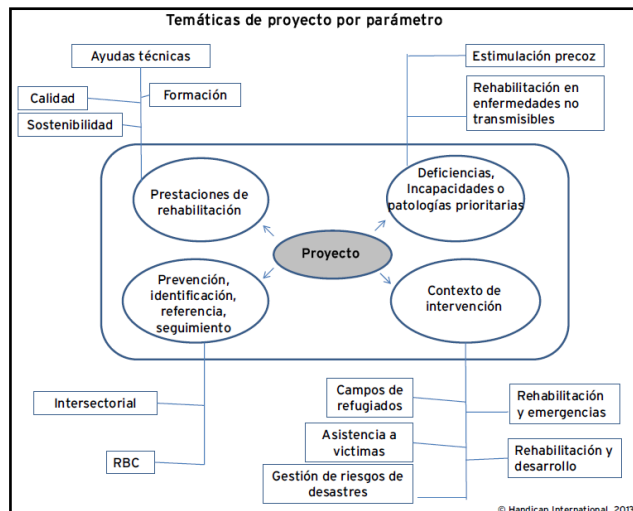 Temáticas de proyecto por parámetro
Ayudas técnicas
Calidad
Formación
Sostenibilidad
Estimulación precoz
Rehabilitación en
enfermedades no
transmisibles
Prestaciones de
rehabilitación
Deficiencias,
Incapacidades o
patologías prioritarias
Proyecto
Prevención,
identificación,
referencia,
seguimiento
Contexto de
intervención
Intersectorial
RBC
Campos de
refugiados
Asistencia a
victimas
Gestión de riesgos de
desastres
Rehabilitación
y emergencias
Rehabilitación y
desarrollo
© Handicap International, 2013